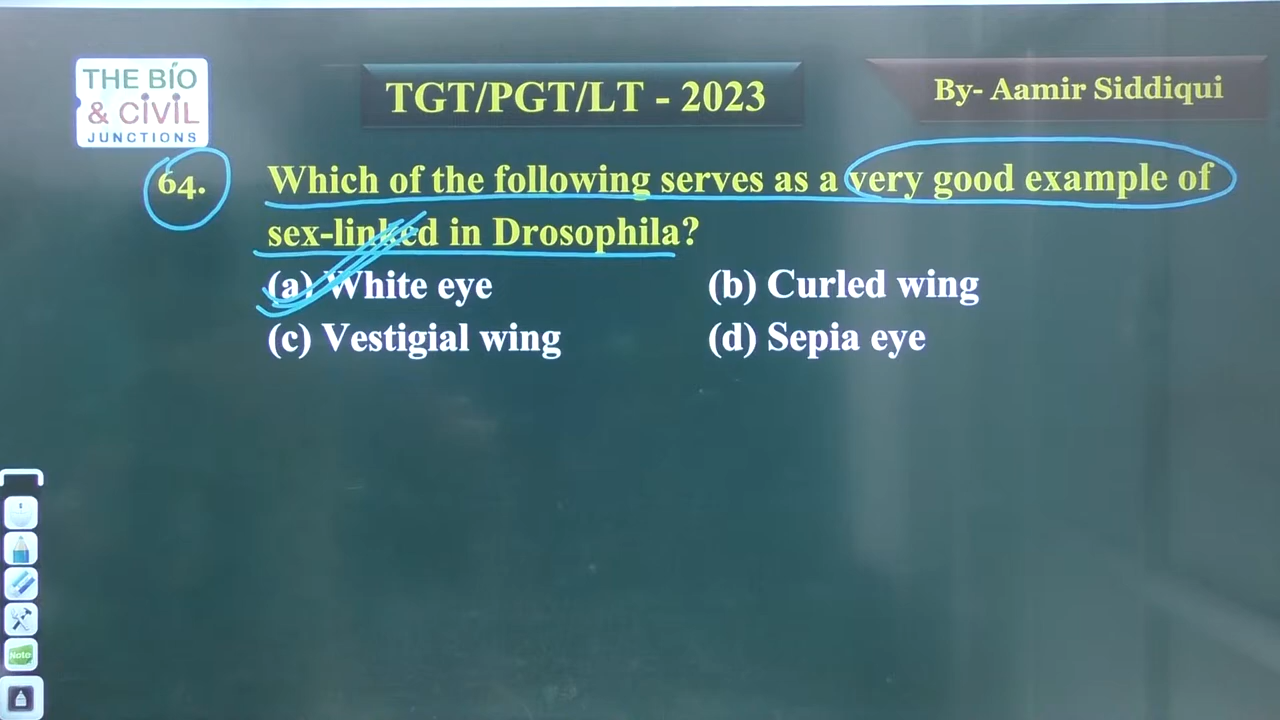 THE BIO
& CIVIL
JUNCTIONS
TGT/PGT/LT - 2023
By- Aamir Siddiqui
64. Which of the following serves as a very good example of
sex-linked in Drosophila?
(a) White eye (b) Curled wing
(c) Vestigial wing (d) Sepia eye
Note